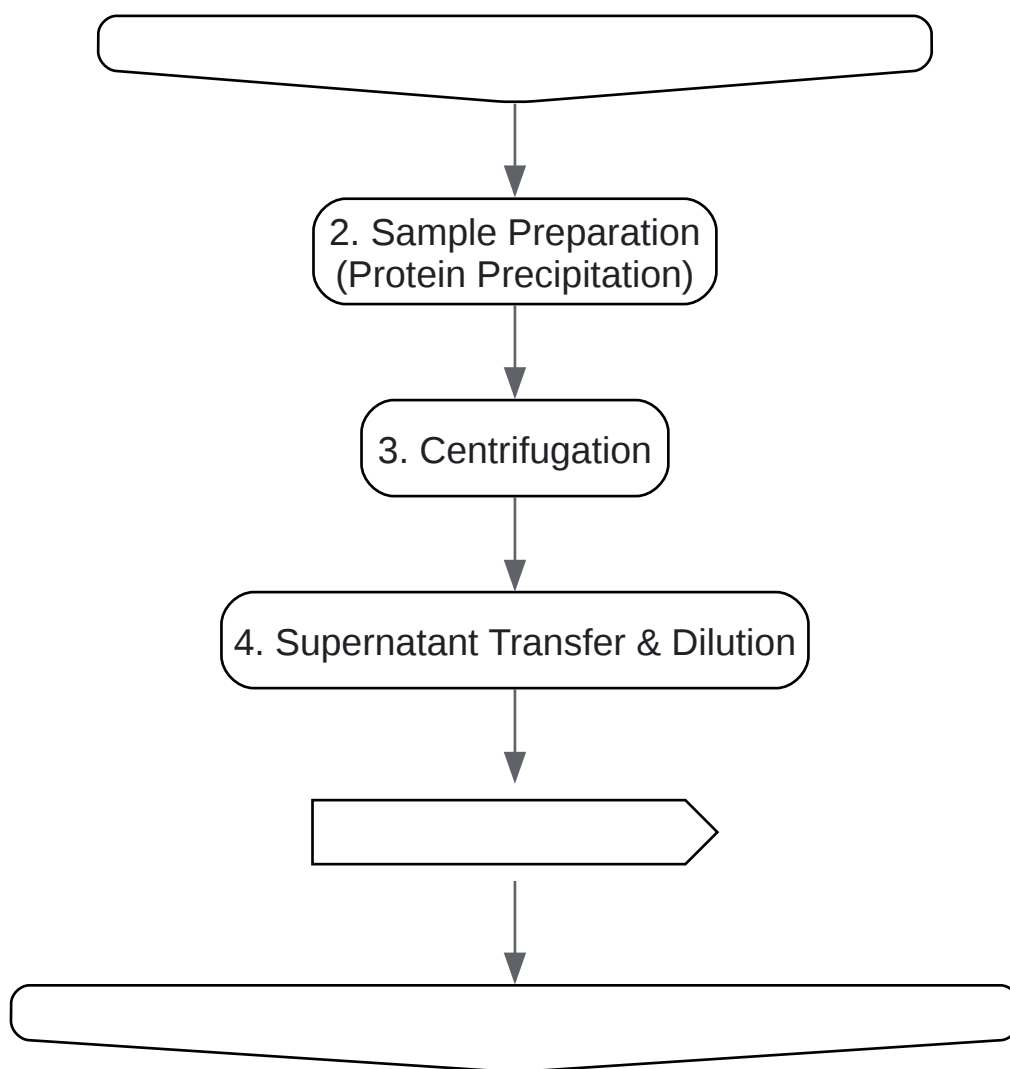 2. Sample Preparation
(Protein Precipitation)
3. Centrifugation
4. Supernatant Transfer & Dilution